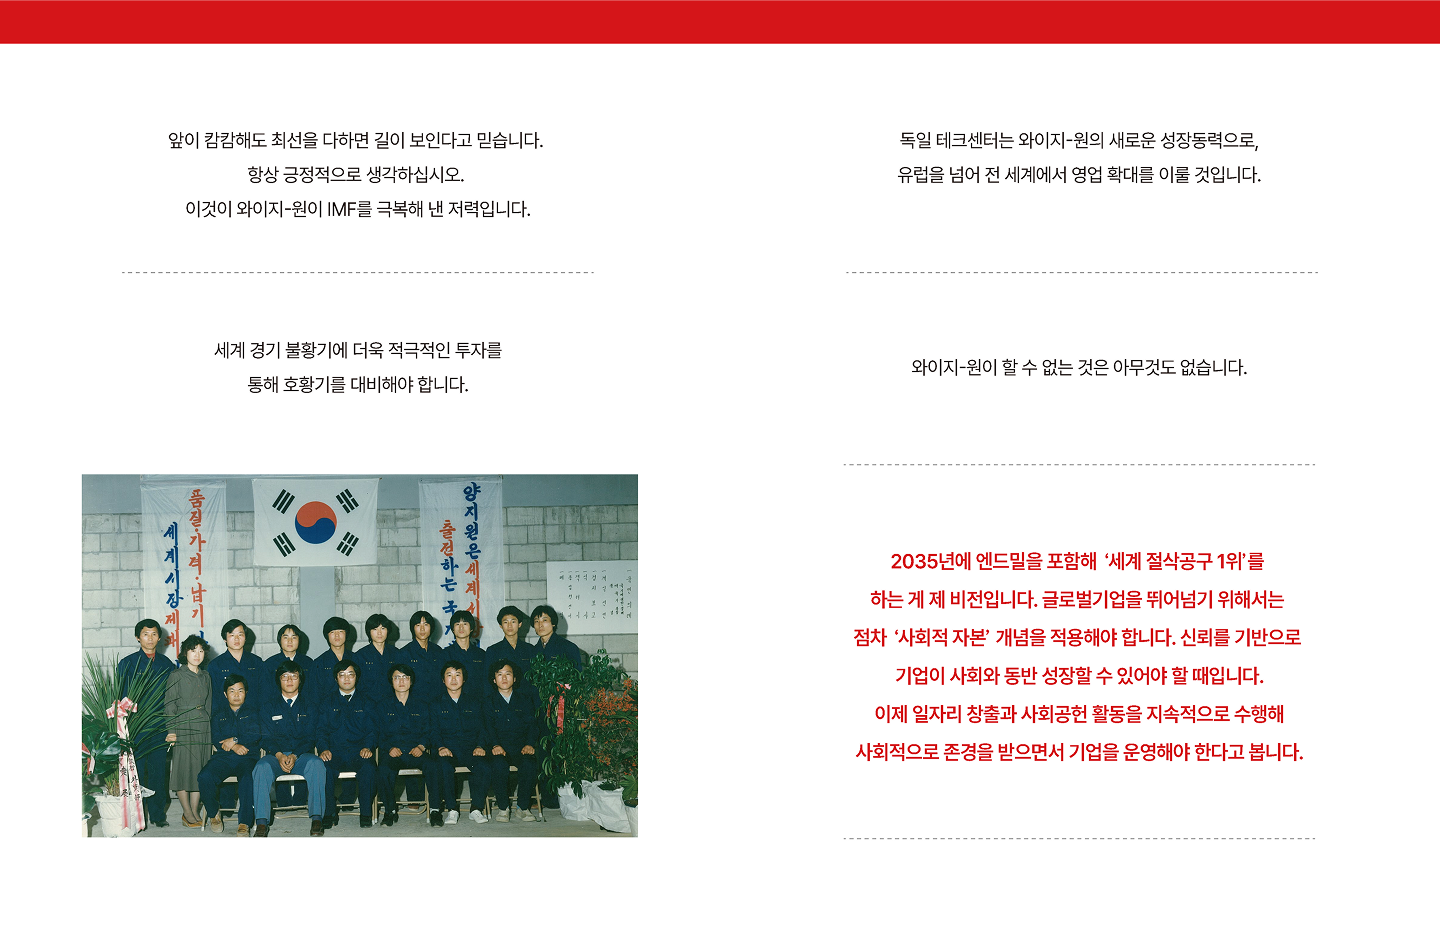 앞이 캄캄해도 최선을 다하면 길이 보인다고 믿습니다.
항상 긍정적으로 생각하십시오.
이것이 와이지-원이 IMF를 극복해 낸 저력입니다.
세계 경기 불황기에 더욱 적극적인 투자를
통해 호황기를 대비해야 합니다.
품질·가격·납기
세계시장제패
양지원은세계시
출전하는 국
독일 테크센터는 와이지-원의 새로운 성장동력으로,
유럽을 넘어 전 세계에서 영업 확대를 이룰 것입니다.
와이지-원이 할 수 없는 것은 아무것도 없습니다.
2035년에 엔드밀을 포함해 ‘세계 절삭공구 1위’를
하는 게 제 비전입니다. 글로벌기업을 뛰어넘기 위해서는
점차 ‘사회적 자본’ 개념을 적용해야 합니다. 신뢰를 기반으로
기업이 사회와 동반 성장할 수 있어야 할 때입니다.
이제 일자리 창출과 사회공헌 활동을 지속적으로 수행해
사회적으로 존경을 받으면서 기업을 운영해야 한다고 봅니다.